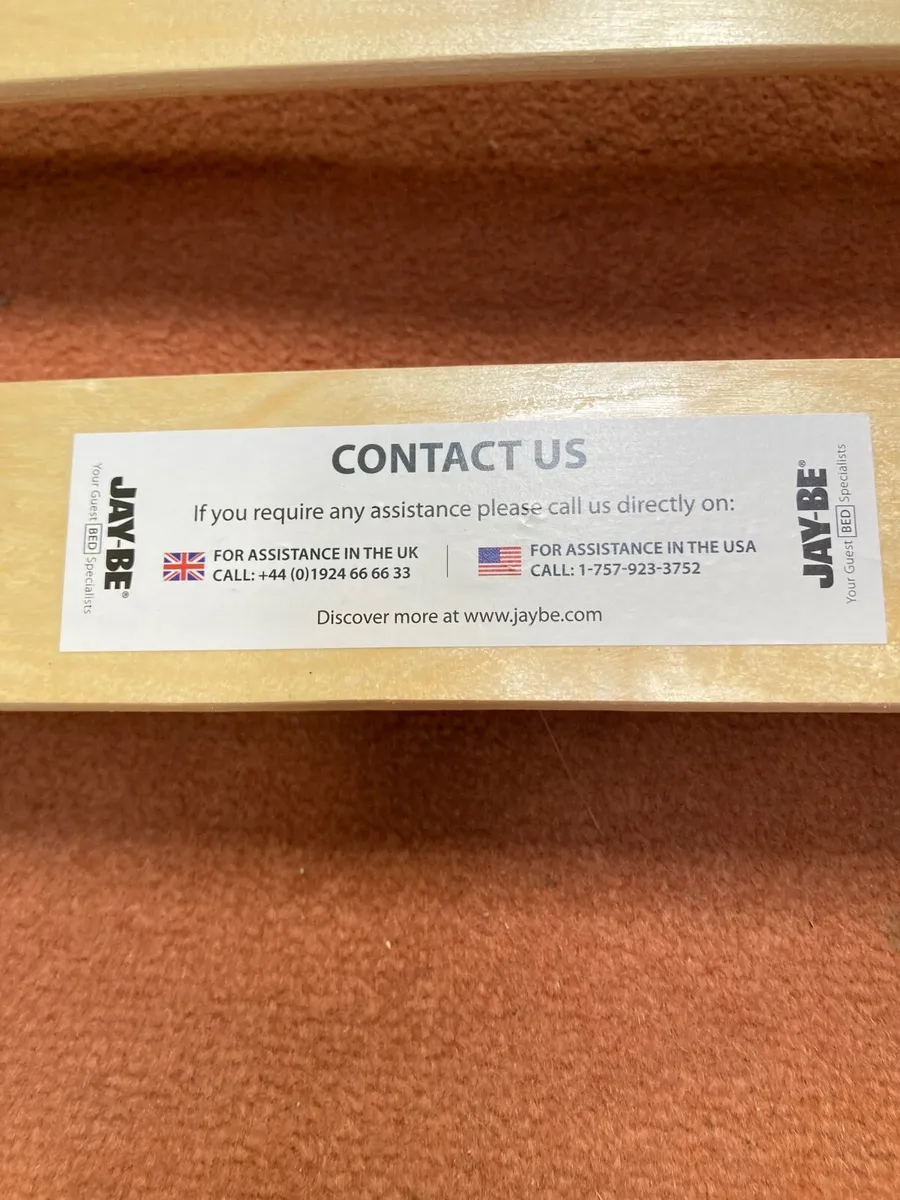 CONTACT US
If you require any assistance please call us directly on:
FOR ASSISTANCE IN THE UK
CALL: +44 (0)1924 66 66 33
FOR ASSISTANCE IN THE USA
CALL: 1-757-923-3752
Discover more at www.jaybe.com
JAY-BE®
Your Guest BED Specialists
JAY-BE®
Your Guest BED Specialists